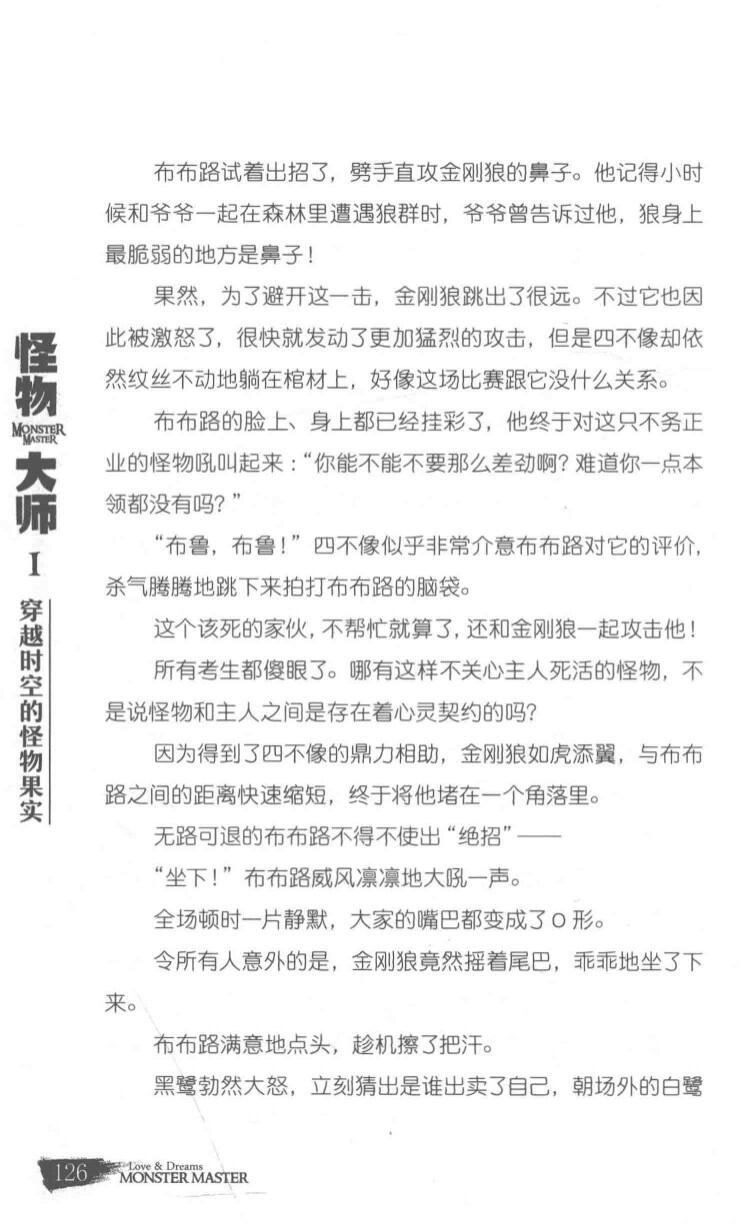 布布路试着出招了，劈手直攻金刚狼的鼻子。他记得小时
候和爷爷一起在森林里遭遇狼群时，爷爷曾告诉过他，狼身上
最脆弱的地方是鼻子！
果然，为了避开这一击，金刚狼跳出了很远。不过它也因
此被激怒了，很快就发动了更加猛烈的攻击，但是四不像却依
然纹丝不动地躺在棺材上，好像这场比赛跟它没什么关系。
布布路的脸上、身上都已经挂彩了，他终于对这只不务正
业的怪物吼叫起来：“你能不能不要那么差劲啊？难道你一点本
领都没有吗？”
“布鲁，布鲁！”四不像似乎非常介意布布路对它的评价，
杀气腾腾地跳下来拍打布布路的脑袋。
这个该死的家伙，不帮忙就算了，还和金刚狼一起攻击他！
所有考生都傻眼了。哪有这样不关心主人死活的怪物，不
是说怪物和主人之间是存在着心灵契约的吗？
因为得到了四不像的鼎力相助，金刚狼如虎添翼，与布布
路之间的距离快速缩短，终于将他堵在一个角落里。
无路可退的布布路不得不使出“绝招”——
“坐下！”布布路威风凛凛地大吼一声。
全场顿时一片静默，大家的嘴巴都变成了O形。
令所有人意外的是，金刚狼竟然摇着尾巴，乖乖地坐了下
来。
布布路满意地点头，趁机擦了把汗。
黑鹭勃然大怒，立刻猜出是谁出卖了自己，朝场外的白鹭
怪物
MONSTER
MASTER
大师
I
穿越时空的怪物果实
126
Love & Dreams
MONSTER MASTER